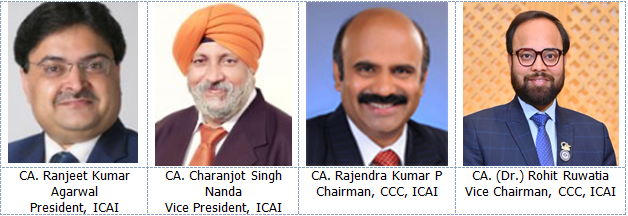 CA. Ranjeet Kumar
Agarwal
President, ICAI
CA. Charanjot Singh
Nanda
Vice President, ICAI
CA. Rajendra Kumar P
Chairman, CCC, ICAI
CA. (Dr.) Rohit Ruwatia
Vice Chairman, CCC, ICAI